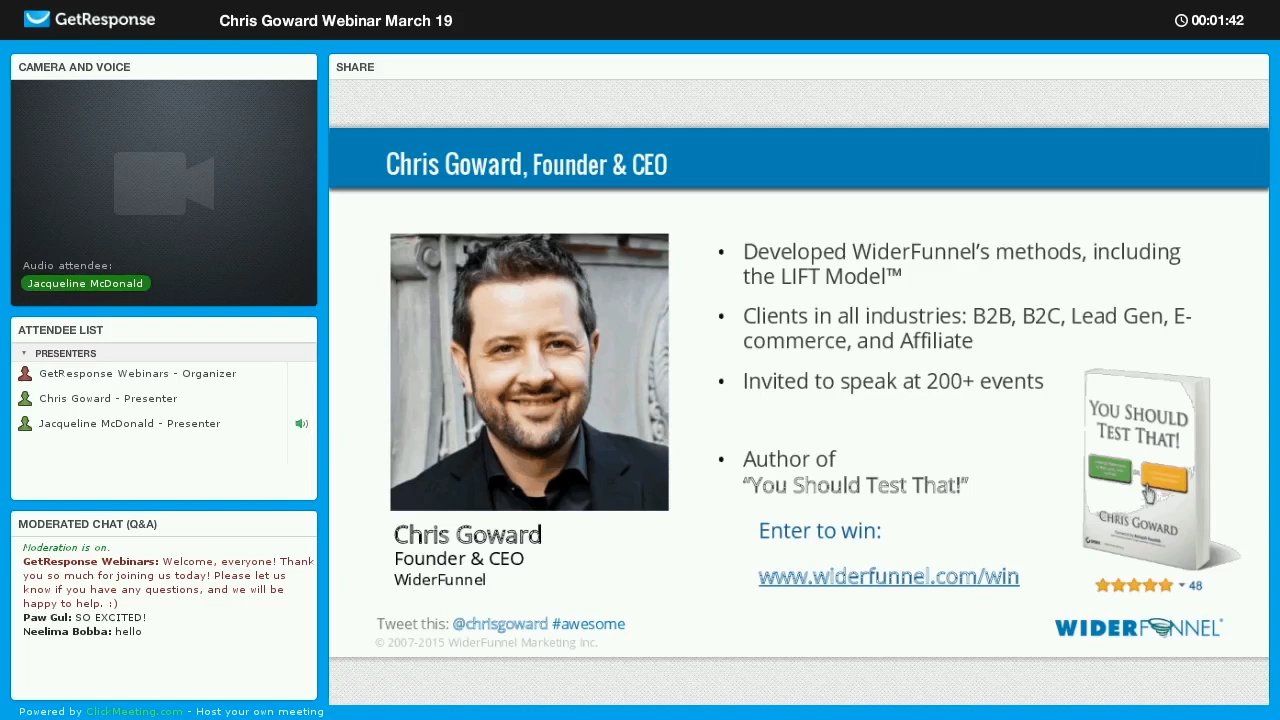 GetResponse
Chris Goward Webinar March 19
00:01:42
CAMERA AND VOICE
Audio attendee:
Jacqueline McDonald
ATTENDEE LIST
PRESENTERS
GetResponse Webinars - Organizer
Chris Goward - Presenter
Jacqueline McDonald - Presenter
MODERATED CHAT (Q&A)
Moderation is on.
GetResponse Webinars: Welcome, everyone! Thank
you so much for joining us today! Please let us
know if you have any questions, and we will be
happy to help. :)
Paw Gul: SO EXCITED!
Neelima Bobba: hello
Powered by ClickMeeting.com - Host your own meeting
SHARE
Chris Goward, Founder & CEO
Chris Goward
Founder & CEO
WiderFunnel
• Developed WiderFunnel's methods, including
the LIFT Model™
• Clients in all industries: B2B, B2C, Lead Gen, E-
commerce, and Affiliate
• Invited to speak at 200+ events
• Author of
“You Should Test That!”
Enter to win:
www.widerfunnel.com/win
YOU SHOULD
TEST THAT!
CHRIS GOWARD
48
Tweet this: @chrisgoward #awesome
© 2007-2015 WiderFunnel Marketing Inc.
WIDERFUNNEL